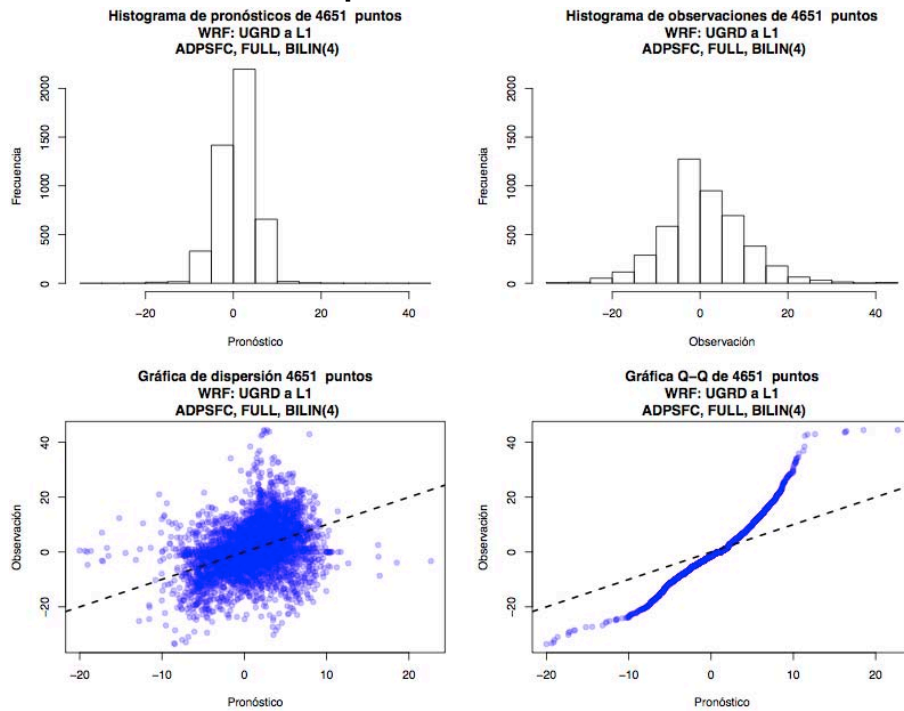 Histograma de pronósticos de 4651 puntos
WRF: UGRD a L1
ADPSFC, FULL, BILIN(4)
Frecuencia
0
500
1000
1500
2000
−20
0
20
40
Pronóstico
Histograma de observaciones de 4651 puntos
WRF: UGRD a L1
ADPSFC, FULL, BILIN(4)
Frecuencia
0
500
1000
1500
2000
−20
0
20
40
Observación
Gráfica de dispersión 4651 puntos
WRF: UGRD a L1
ADPSFC, FULL, BILIN(4)
Observación
−20
0
20
40
−20
−10
0
10
20
Pronóstico
Gráfica Q−Q de 4651 puntos
WRF: UGRD a L1
ADPSFC, FULL, BILIN(4)
Observación
−20
0
20
40
−20
−10
0
10
20
Pronóstico